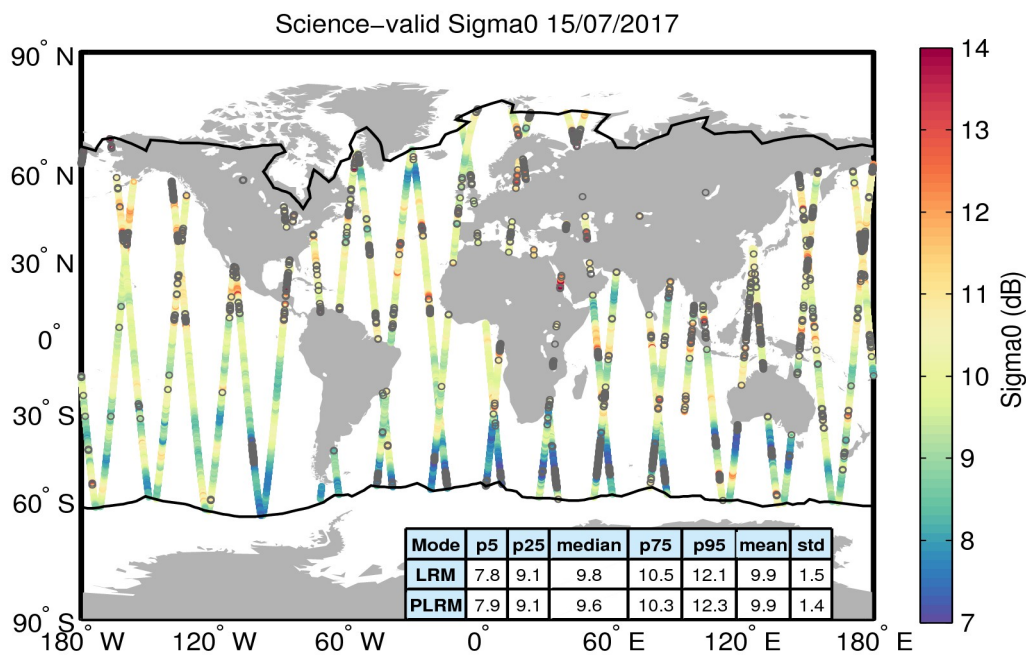 Science−valid Sigma0 15/07/2017
90° N
60° N
30° N
0°
30° S
60° S
90° S
180° W
120° W
60° W
0°
60° E
120° E
180° E
14
13
12
11
10
9
8
7
Sigma0 (dB)
Mode p5 p25 median p75 p95 mean std
LRM 7.8 9.1 9.8 10.5 12.1 9.9 1.5
PLRM 7.9 9.1 9.6 10.3 12.3 9.9 1.4